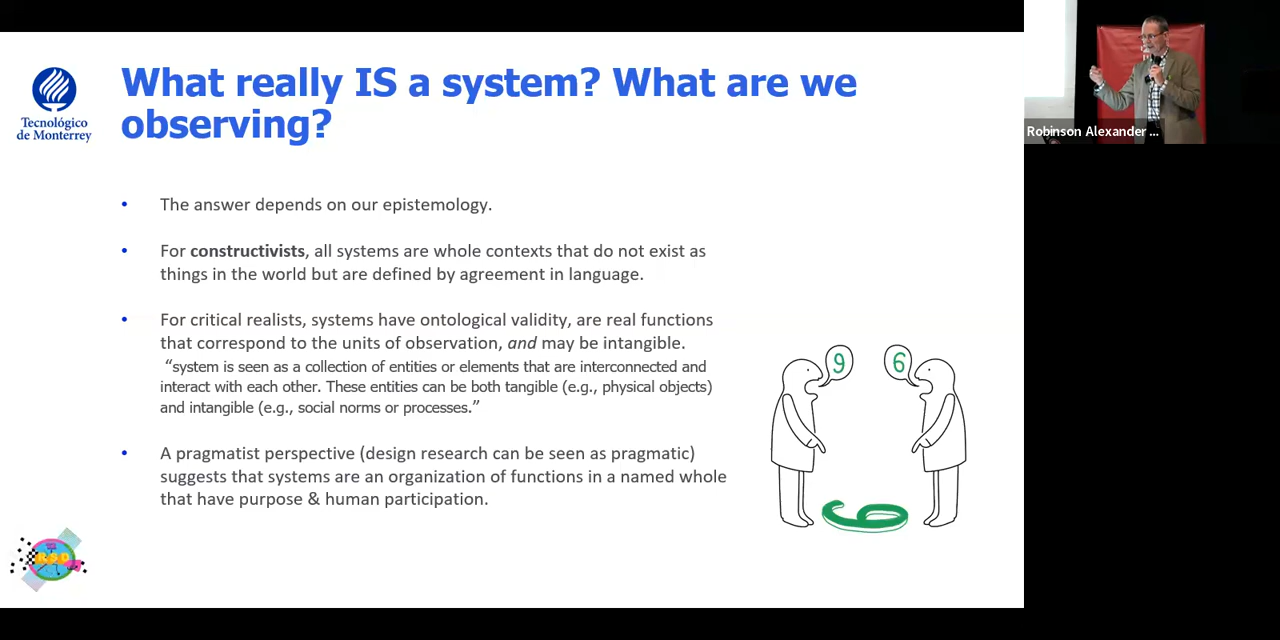 What really IS a system? What are we
observing?
Tecnológico
de Monterrey
• The answer depends on our epistemology.
• For constructivists, all systems are whole contexts that do not exist as
things in the world but are defined by agreement in language.
• For critical realists, systems have ontological validity, are real functions
that correspond to the units of observation, and may be intangible.
“system is seen as a collection of entities or elements that are interconnected and
interact with each other. These entities can be both tangible (e.g., physical objects)
and intangible (e.g., social norms or processes.”
• A pragmatist perspective (design research can be seen as pragmatic)
suggests that systems are an organization of functions in a named whole
that have purpose & human participation.
9
6
RSD
Robinson Alexander ...